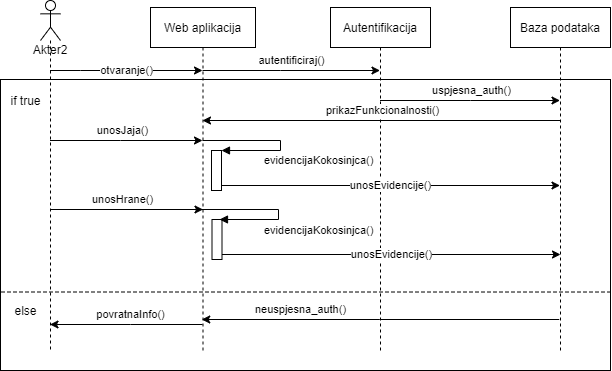 Akter2
Web aplikacija
Autentifikacija
Baza podataka
otvaranje()
autentificiraj()
if true
uspjesna_auth()
prikazFunkcionalnosti()
unosJaja()
evidencijaKokosinjca()
unosEvidencije()
unosHrane()
evidencijaKokosinjca()
unosEvidencije()
else
neuspjesna_auth()
povratnaInfo()